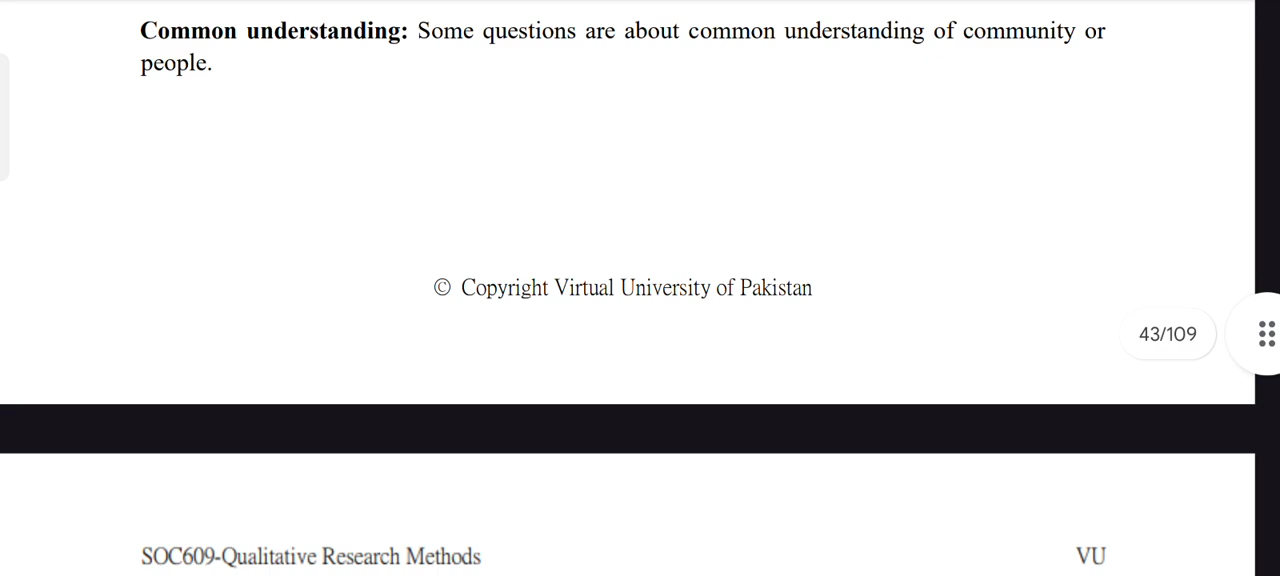 Common understanding: Some questions are about common understanding of community or
people.
© Copyright Virtual University of Pakistan
43/109
SOC609-Qualitative Research Methods VU